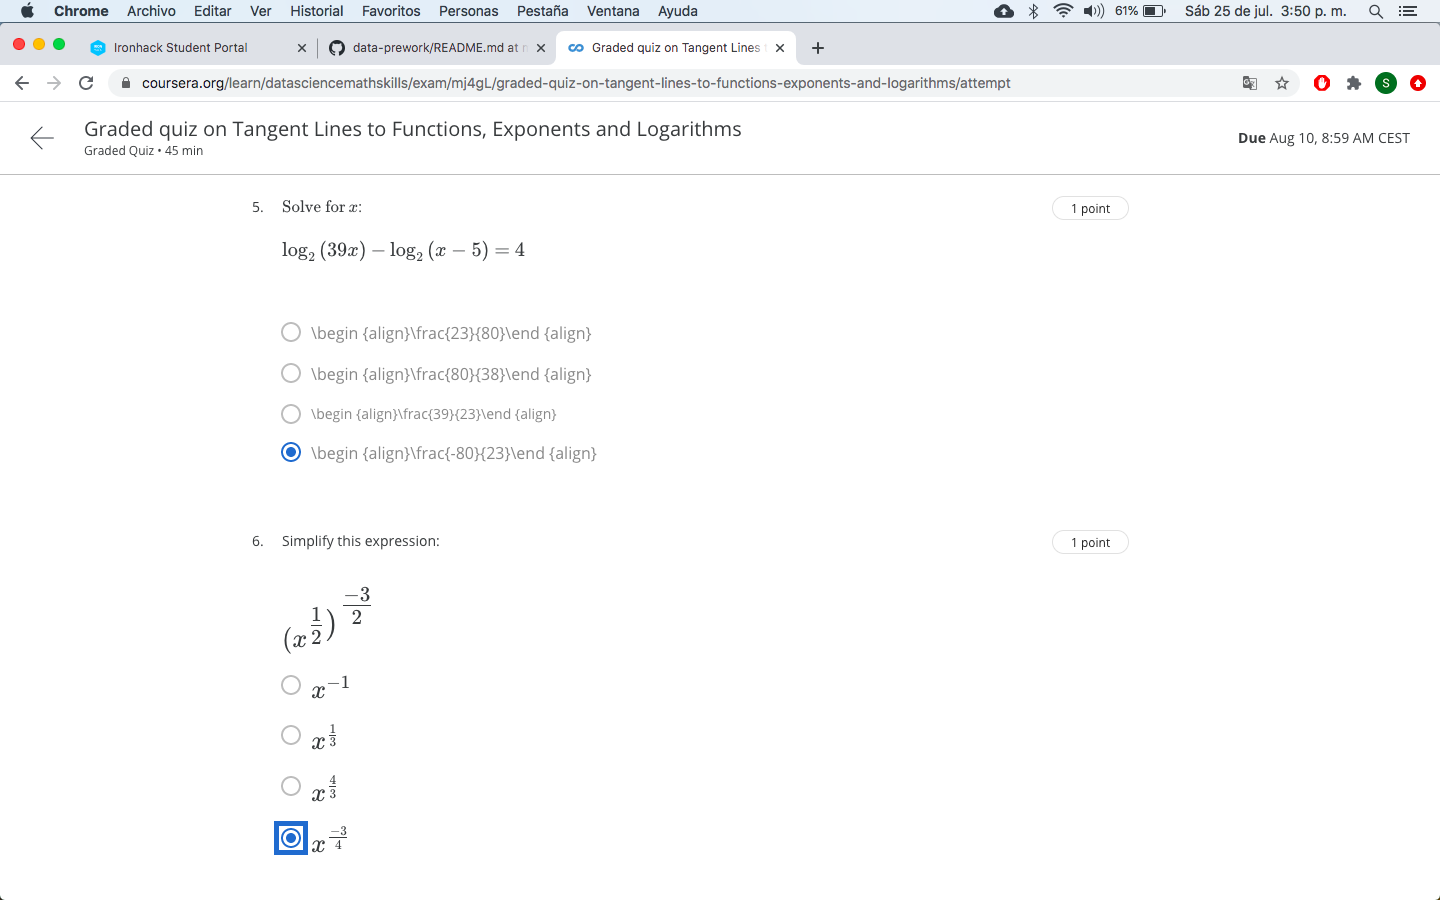 Chrome Archivo Editar Ver Historial Favoritos Personas Pestaña Ventana Ayuda 61% Sáb 25 de jul. 3:50 p. m.
Ironhack Student Portal data-prework/README.md at Graded quiz on Tangent Lines
coursera.org/learn/datasciencemathskills/exam/mj4gL/graded-quiz-on-tangent-lines-to-functions-exponents-and-logarithms/attempt S
Graded quiz on Tangent Lines to Functions, Exponents and Logarithms
Graded Quiz • 45 min
Due Aug 10, 8:59 AM CEST
5. Solve for x: 1 point
log₂ (39x) − log₂ (x − 5) = 4
\begin {align}\frac{23}{80}\end {align}
\begin {align}\frac{80}{38}\end {align}
\begin {align}\frac{39}{23}\end {align}
\begin {align}\frac{-80}{23}\end {align}
6. Simplify this expression: 1 point
(x^{\frac{1}{2}})^{\frac{-3}{2}}
x^{-1}
x^{\frac{1}{3}}
x^{\frac{4}{3}}
x^{\frac{-3}{4}}